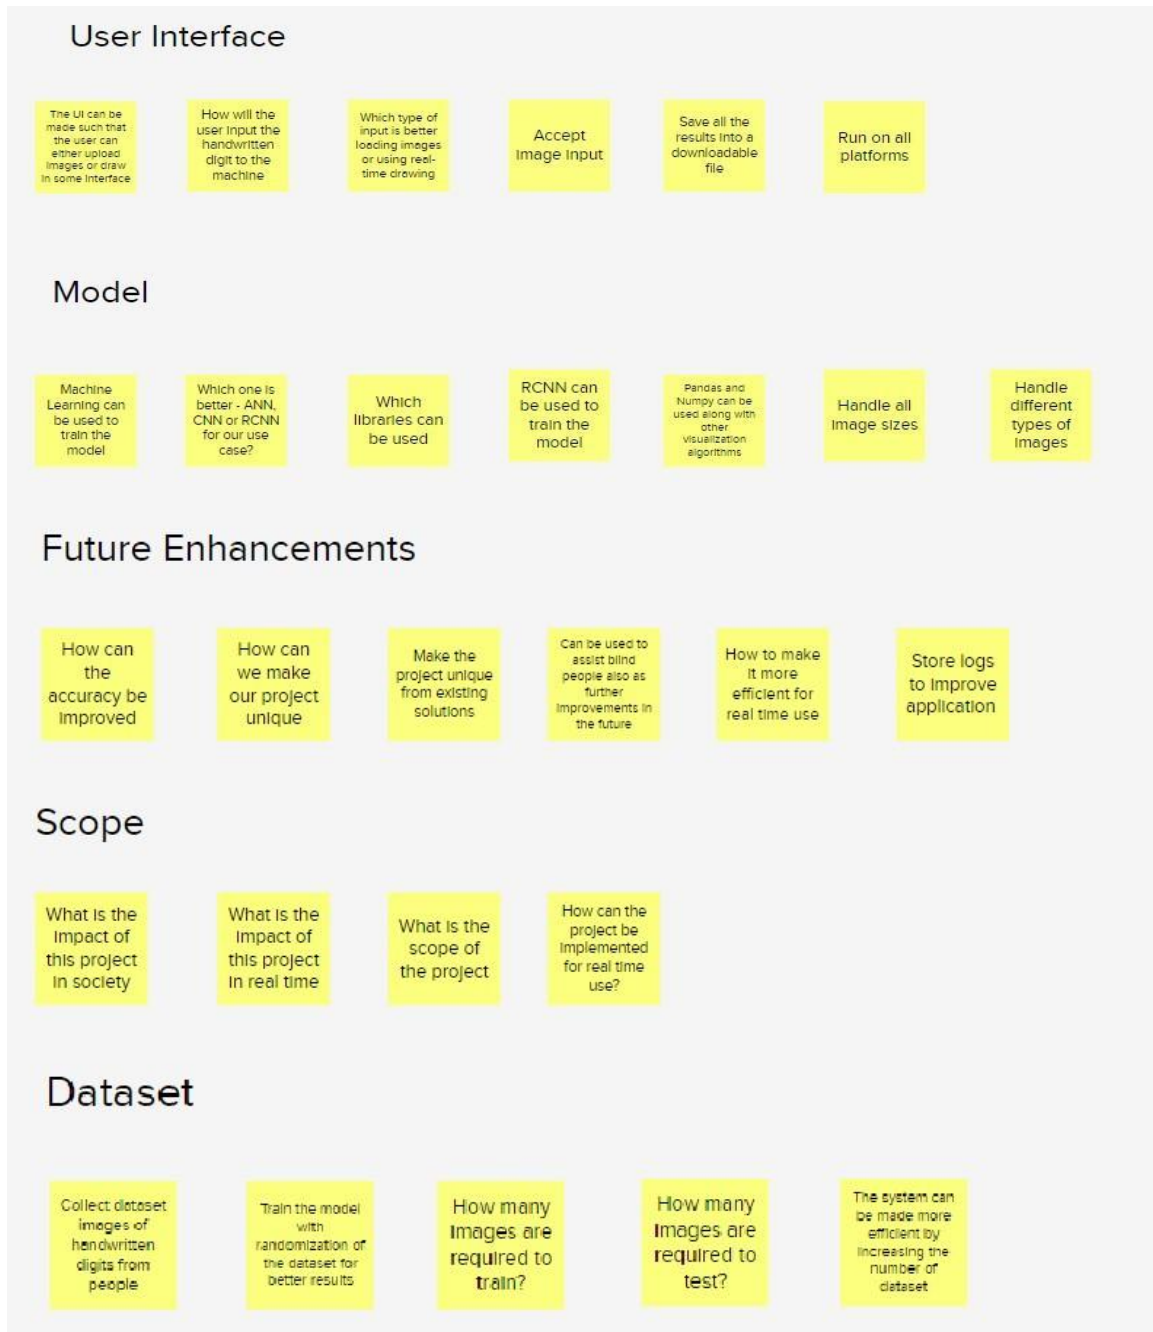 User Interface
The UI can be
made such that
the user can
either upload
images or draw
in some interface
How will the
user input the
handwritten
digit to the
machine
Which type of
input is better
loading images
or using real-
time drawing
Accept
image input
Save all the
results into a
downloadable
file
Run on all
platforms
Model
Machine
Learning can
be used to
train the
model
Which one is
better - ANN,
CNN or RCNN
for our use
case?
Which
libraries can
be used
RCNN can
be used to
train the
model
Pandas and
Numpy can be
used along with
other
visualization
algorithms
Handle all
image sizes
Handle
different
types of
images
Future Enhancements
How can
the
accuracy be
improved
How can
we make
our project
unique
Make the
project unique
from existing
solutions
Can be used to
assist blind
people also as
further
improvements in
the future
How to make
it more
efficient for
real time use
Store logs
to improve
application
Scope
What is the
impact of
this project
in society
What is the
impact of
this project
in real time
What is the
scope of
the project
How can the
project be
implemented
for real time
use?
Dataset
Collect dataset
images of
handwritten
digits from
people
Train the model
with
randomization of
the dataset for
better results
How many
images are
required to
train?
How many
images are
required to
test?
The system can
be made more
efficient by
increasing the
number of
dataset